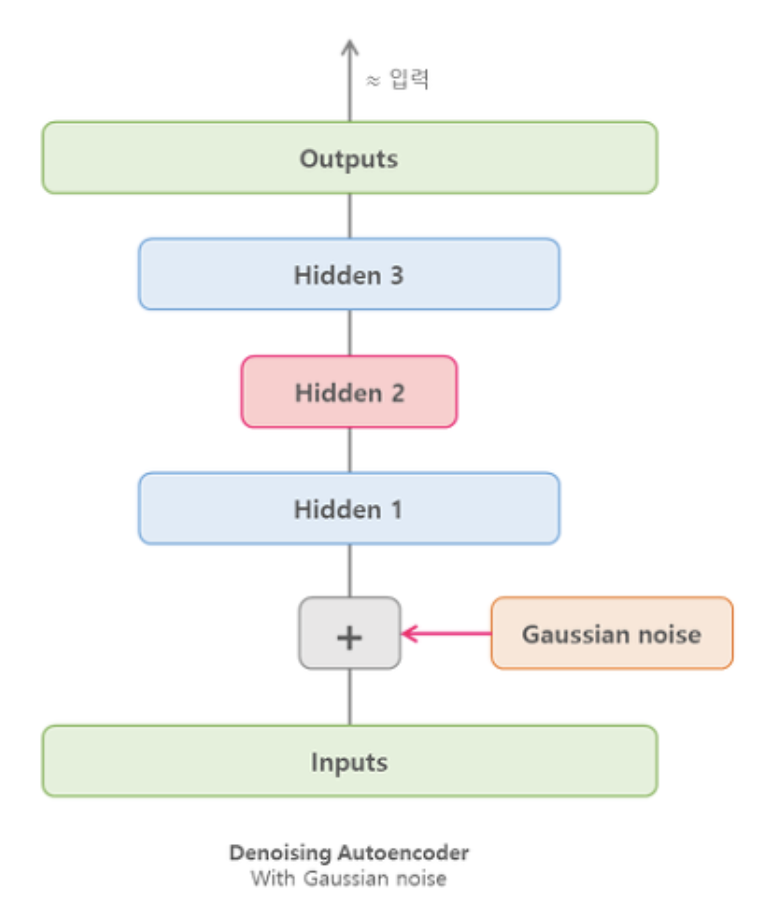 ≈ 입력
Outputs
Hidden 3
Hidden 2
Hidden 1
+
Gaussian noise
Inputs
Denoising Autoencoder
With Gaussian noise